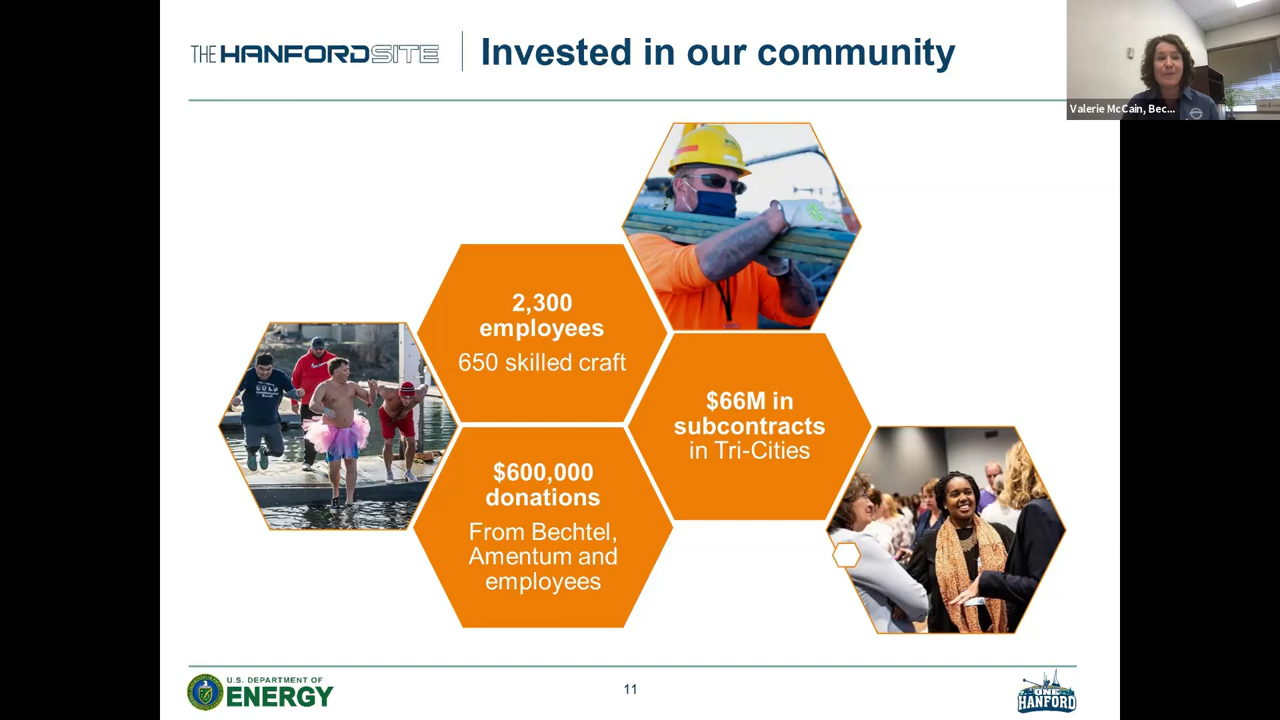 THE HANFORD SITE
Invested in our community
Valerie McCain, Bec...
2,300
employees
650 skilled craft
$66M in
subcontracts
in Tri-Cities
$600,000
donations
From Bechtel,
Amentum and
employees
U.S. DEPARTMENT OF
ENERGY
11
ONE
HANFORD